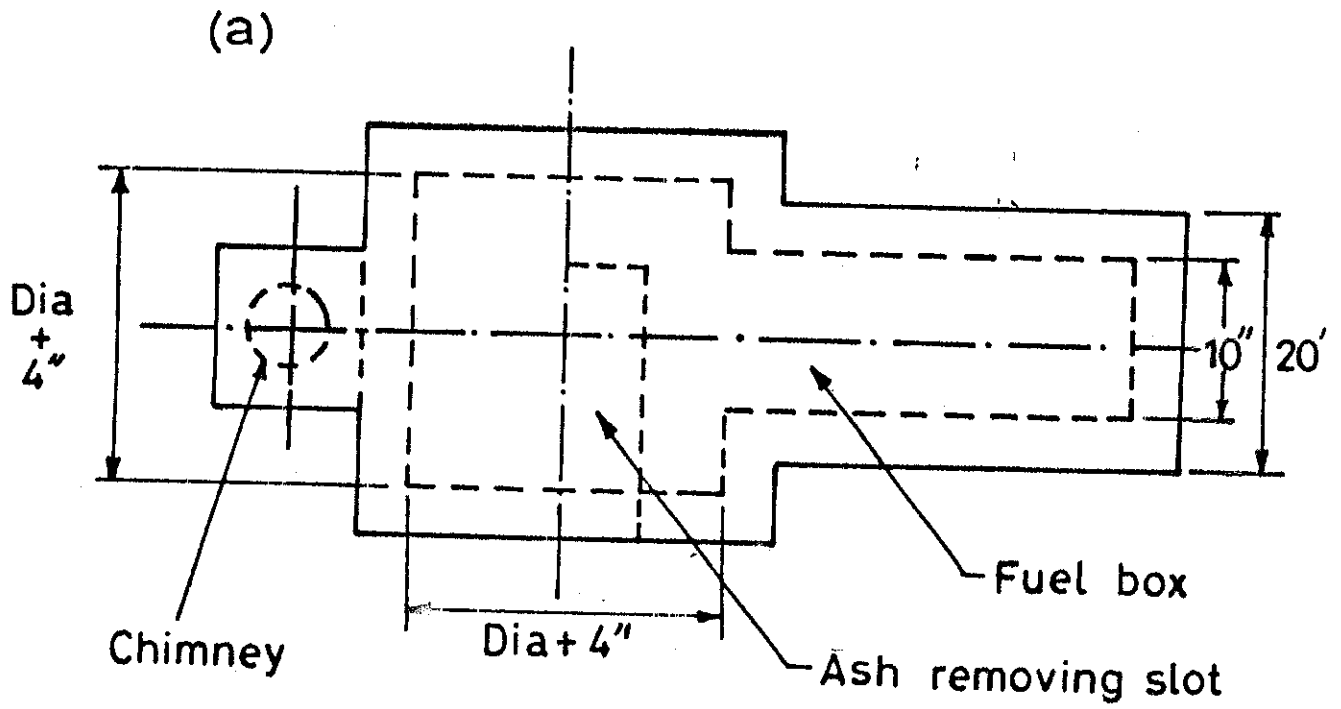 (a)
Dia
+
4"
10"
20'
Fuel box
Chimney
Dia+ 4"
Ash removing slot